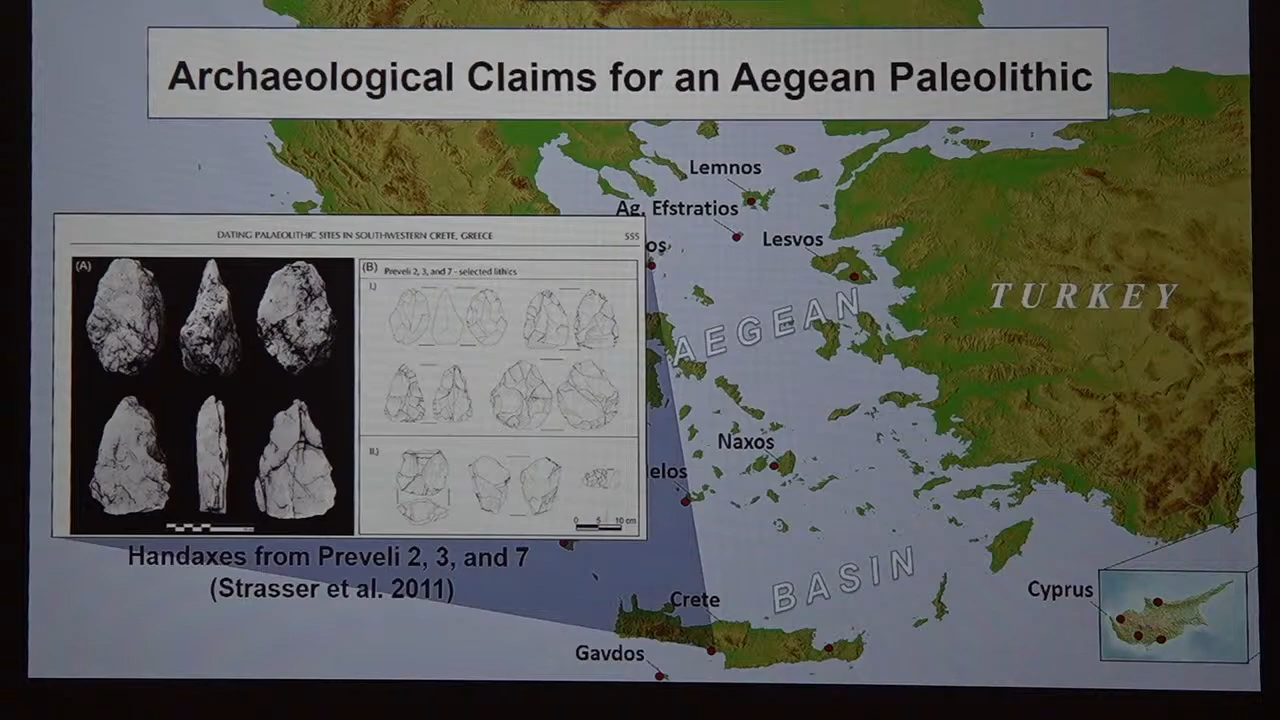 Archaeological Claims for an Aegean Paleolithic
Lemnos
Ag. Efstratios
os
Lesvos
TURKEY
AEGEAN
DATING PALAEOLITHIC SITES IN SOUTHWESTERN CRETE, GREECE 555
(A)
(B) Preveli 2, 3, and 7 - selected lithics
I.)
II.)
0 5 10 cm
Naxos
elos
Handaxes from Preveli 2, 3, and 7
(Strasser et al. 2011)
BASIN
Crete
Gavdos
Cyprus